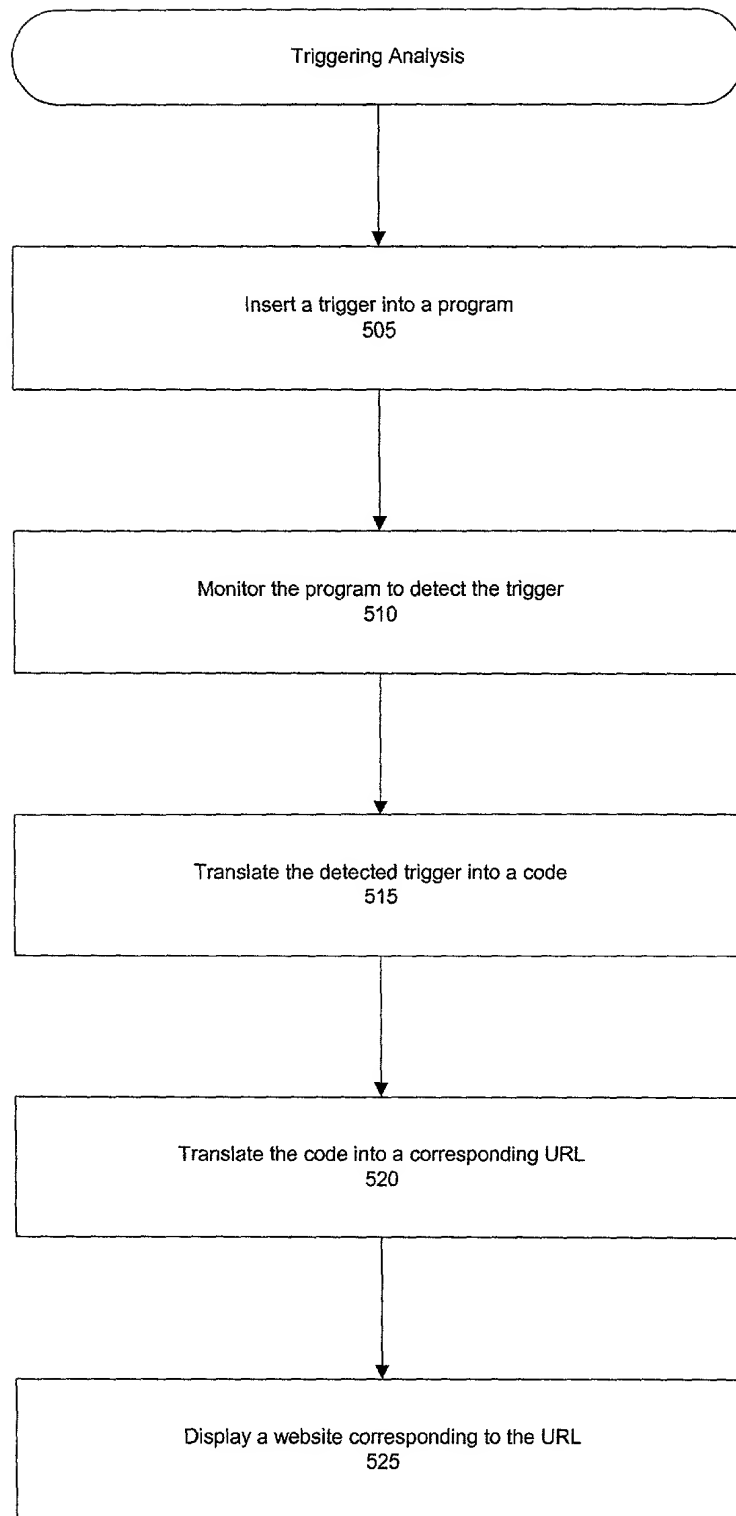 Triggering Analysis
Insert a trigger into a program
505
Monitor the program to detect the trigger
510
Translate the detected trigger into a code
515
Translate the code into a corresponding URL
520
Display a website corresponding to the URL
525